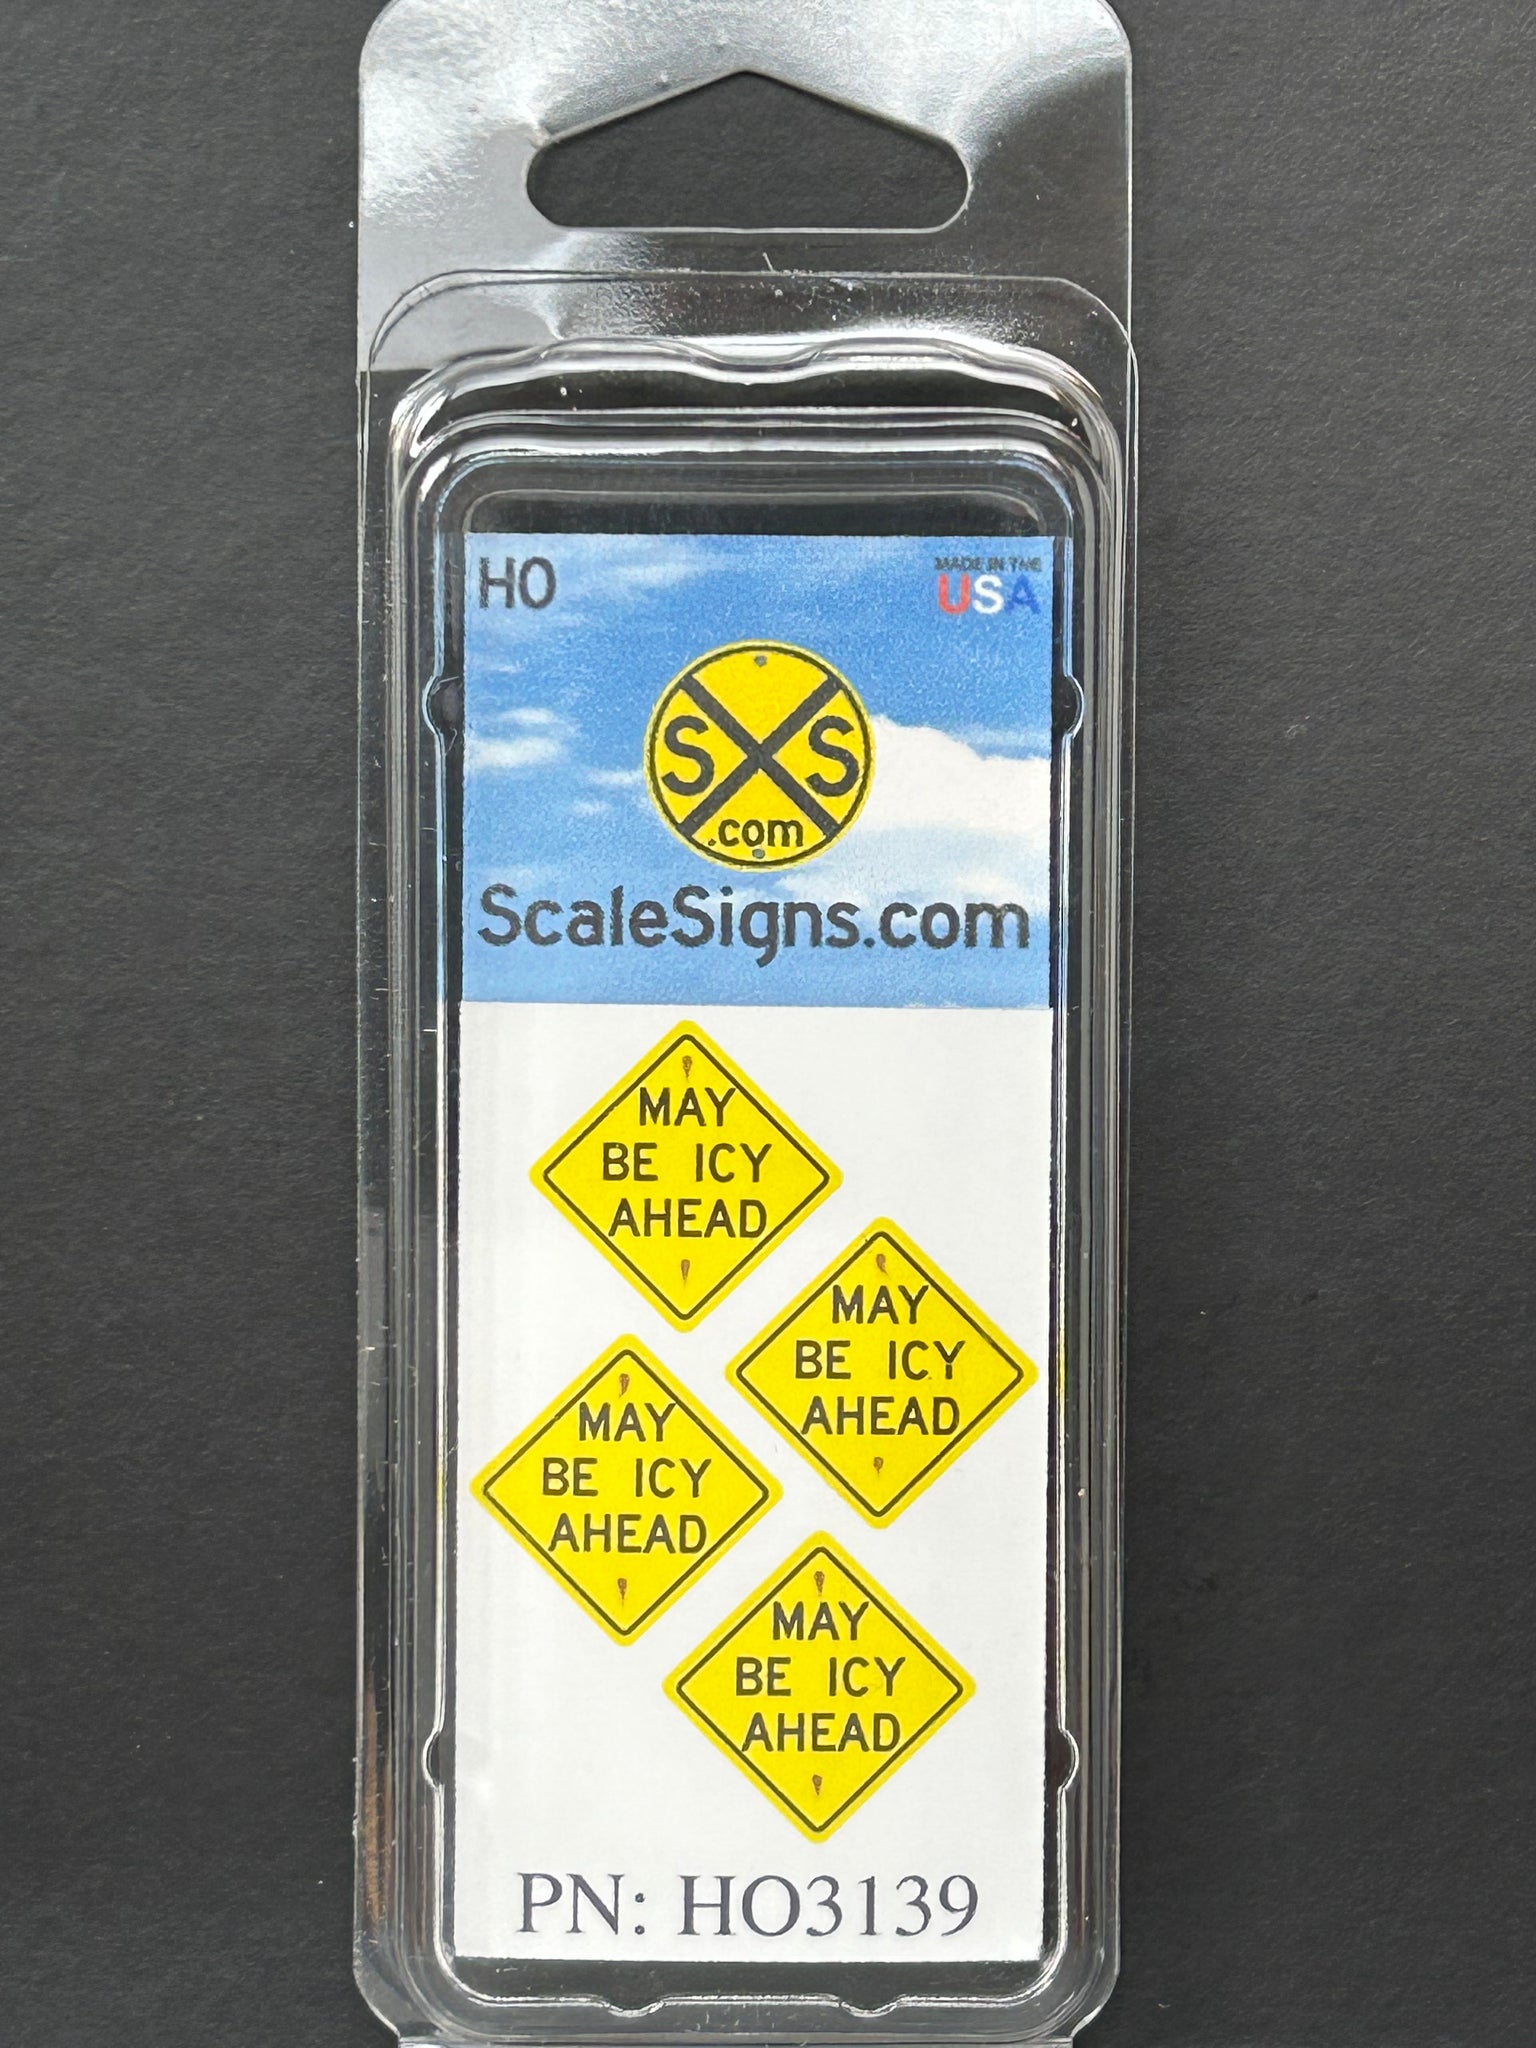 HO
MADE IN THE
USA
S S
.com
ScaleSigns.com
MAY
BE ICY
AHEAD
MAY
BE ICY
AHEAD
MAY
BE ICY
AHEAD
MAY
BE ICY
AHEAD
PN: HO3139